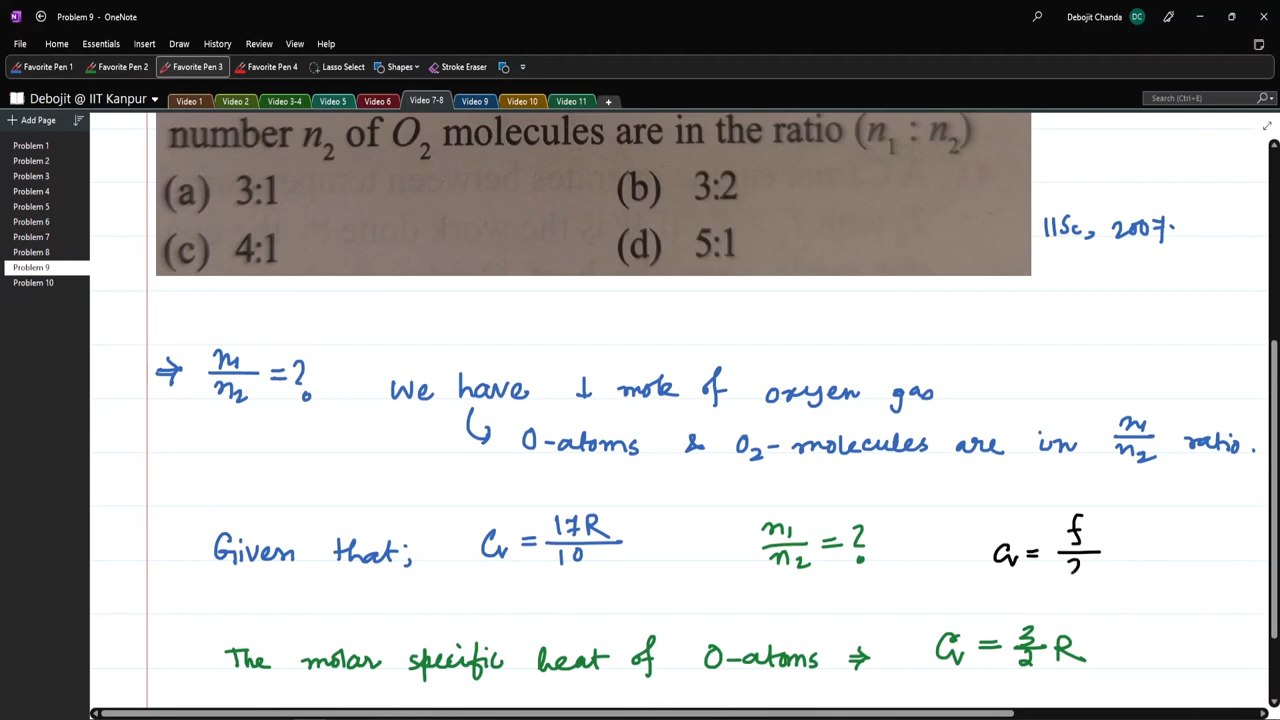 Problem 9 - OneNote
Debojit Chanda DC
File Home Essentials Insert Draw History Review View Help
Favorite Pen 1 Favorite Pen 2 Favorite Pen 3 Favorite Pen 4 Lasso Select Shapes Stroke Eraser
Debojit @ IIT Kanpur Video 1 Video 2 Video 3-4 Video 5 Video 6 Video 7-8 Video 9 Video 10 Video 11 + Search (Ctrl+E)
+ Add Page
Problem 1
Problem 2
Problem 3
Problem 4
Problem 5
Problem 6
Problem 7
Problem 8
Problem 9
Problem 10
number n₂ of O₂ molecules are in the ratio (n₁ : n₂)
(a) 3:1 (b) 3:2
(c) 4:1 (d) 5:1
IISc, 2007.
⇒ n₁/n₂ = ? We have 1 mole of oxyen gas
O-atoms & O₂-molecules are in n₁/n₂ ratio.
Given that; Cv = 17R/10 n₁/n₂ = ? Cv = f/2
The molar specific heat of O-atoms ⇒ Cv = 3/2 R